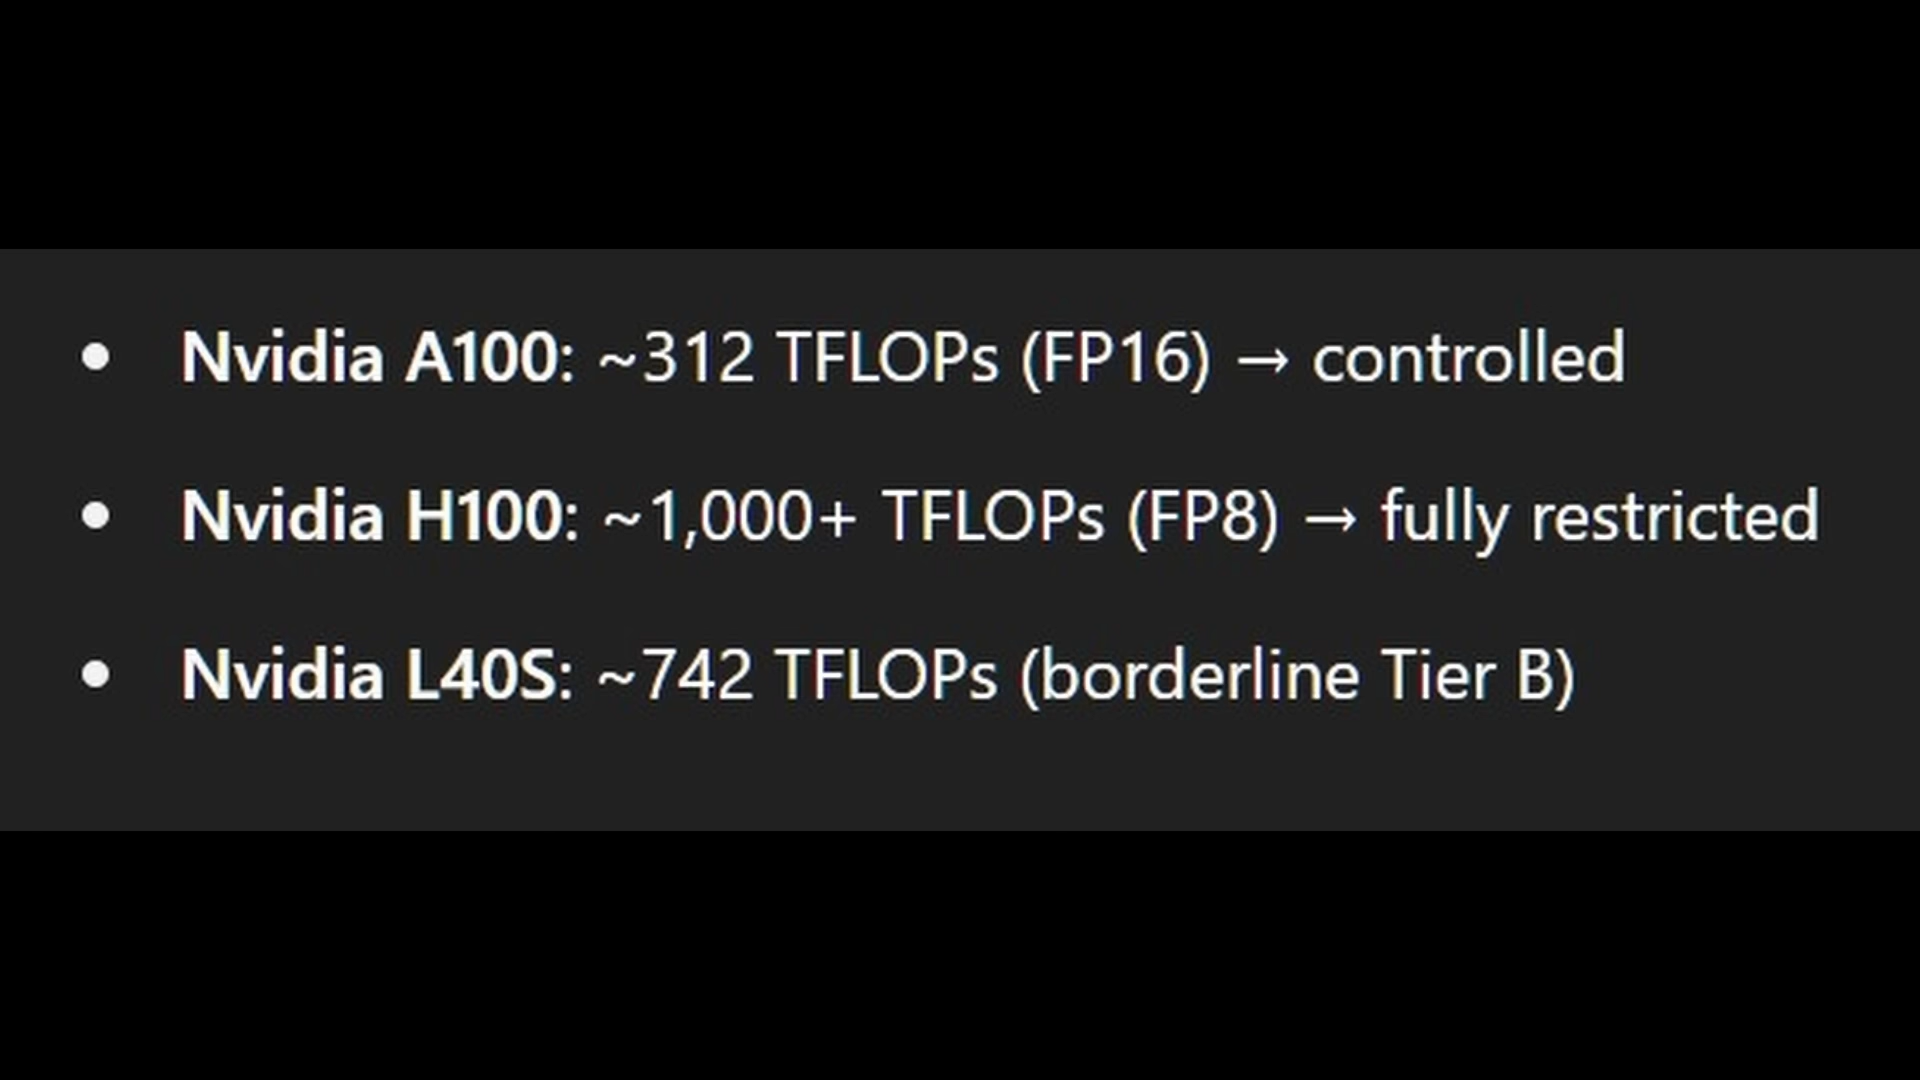 • Nvidia A100: ~312 TFLOPs (FP16) → controlled
• Nvidia H100: ~1,000+ TFLOPs (FP8) → fully restricted
• Nvidia L40S: ~742 TFLOPs (borderline Tier B)